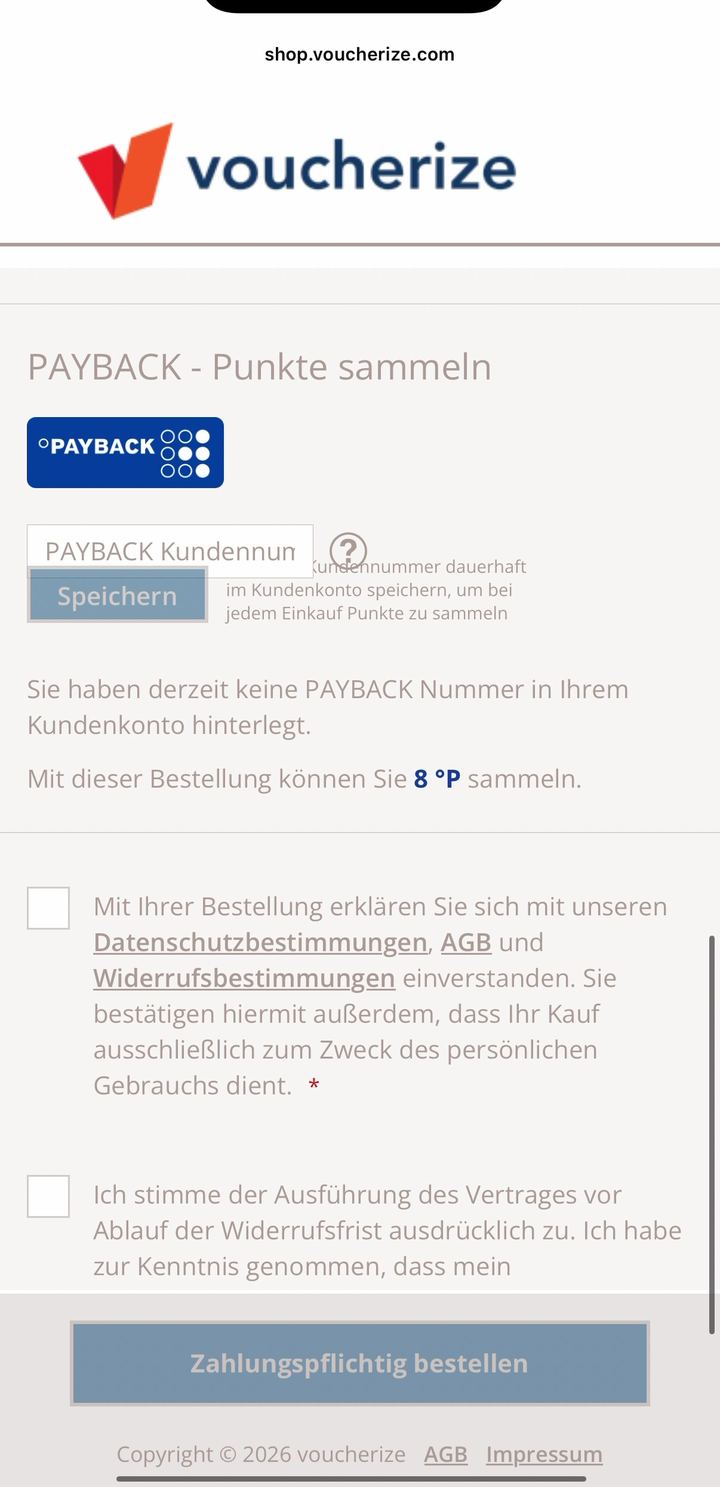 shop.voucherize.com
voucherize
PAYBACK - Punkte sammeln
°PAYBACK
PAYBACK Kundennum
?
Kundennummer dauerhaft
Speichern
im Kundenkonto speichern, um bei
jedem Einkauf Punkte zu sammeln
Sie haben derzeit keine PAYBACK Nummer in Ihrem
Kundenkonto hinterlegt.
Mit dieser Bestellung können Sie 8 °P sammeln.
Mit Ihrer Bestellung erklären Sie sich mit unseren
Datenschutzbestimmungen, AGB und
Widerrufsbestimmungen einverstanden. Sie
bestätigen hiermit außerdem, dass Ihr Kauf
ausschließlich zum Zweck des persönlichen
Gebrauchs dient. *
Ich stimme der Ausführung des Vertrages vor
Ablauf der Widerrufsfrist ausdrücklich zu. Ich habe
zur Kenntnis genommen, dass mein
Zahlungspflichtig bestellen
Copyright © 2026 voucherize AGB Impressum